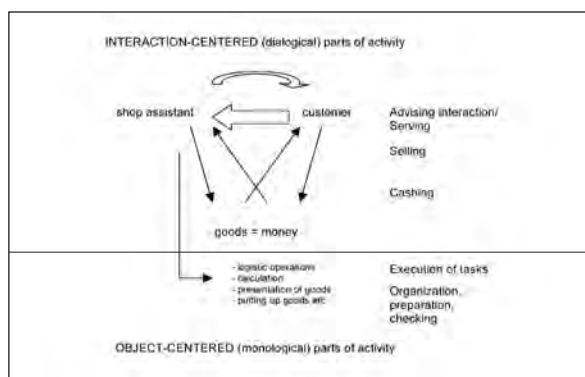 INTERACTION-CENTERED (dialogical) parts of activity
shop assistant
customer
Advising interaction/
Serving
Selling
Cashing
goods = money
- logistic operations
- calculation
- presentation of goods
- putting up goods etc
Execution of tasks
Organization,
preparation,
checking
OBJECT-CENTERED (monological) parts of activity